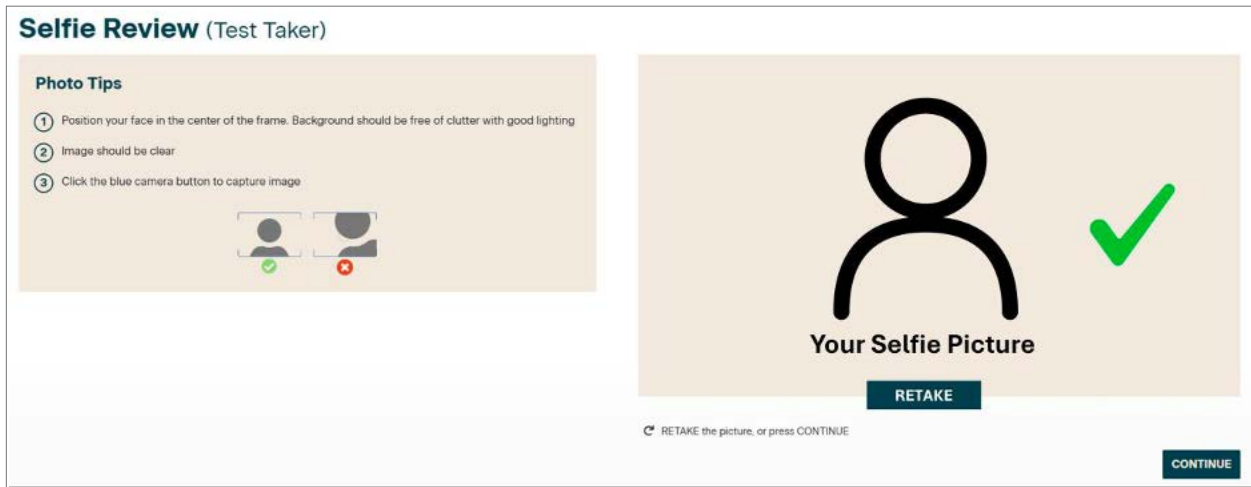 Selfie Review (Test Taker)
Photo Tips
1 Position your face in the center of the frame. Background should be free of clutter with good lighting
2 Image should be clear
3 Click the blue camera button to capture image
Your Selfie Picture
RETAKE
RETAKE the picture, or press CONTINUE
CONTINUE